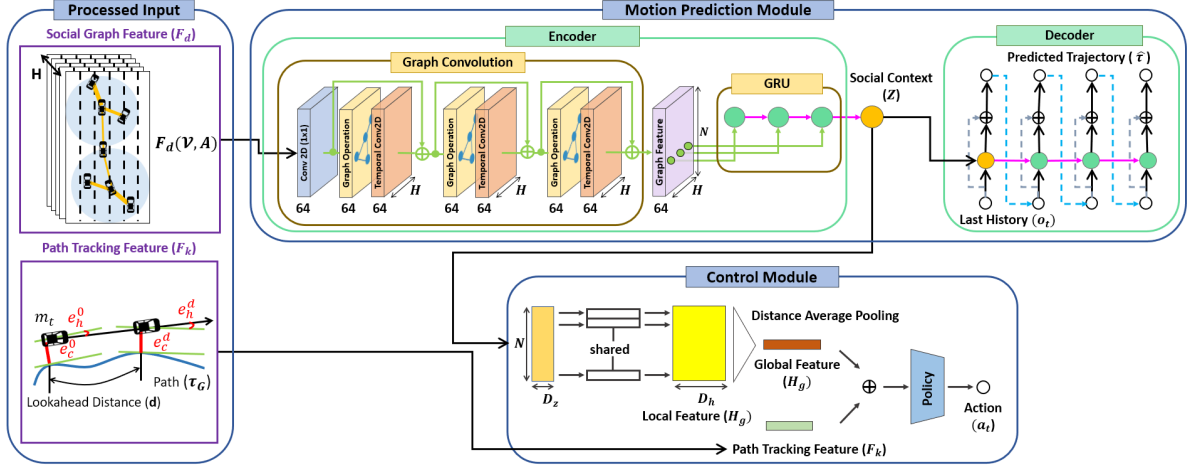 Processed Input
Social Graph Feature (F_d)
H
F_d(𝒱, A)
Path Tracking Feature (F_k)
m_t
e_h^0
e_c^0
e_h^d
e_c^d
Path (τ_G)
Lookahead Distance (d)
Motion Prediction Module
Encoder
Graph Convolution
Conv 2D (1x1)
Graph Operation
Temporal Conv2D
H
Graph Operation
Temporal Conv2D
H
Graph Operation
Temporal Conv2D
H
Graph Feature
N
H
64
64
64
64
64
64
64
64
GRU
Social Context
(Z)
Decoder
Predicted Trajectory (τ̂)
Last History (o_t)
Control Module
N
D_z
shared
D_h
Distance Average Pooling
Global Feature
(H_g)
Local Feature (H_g)
Path Tracking Feature (F_k)
Policy
Action
(a_t)